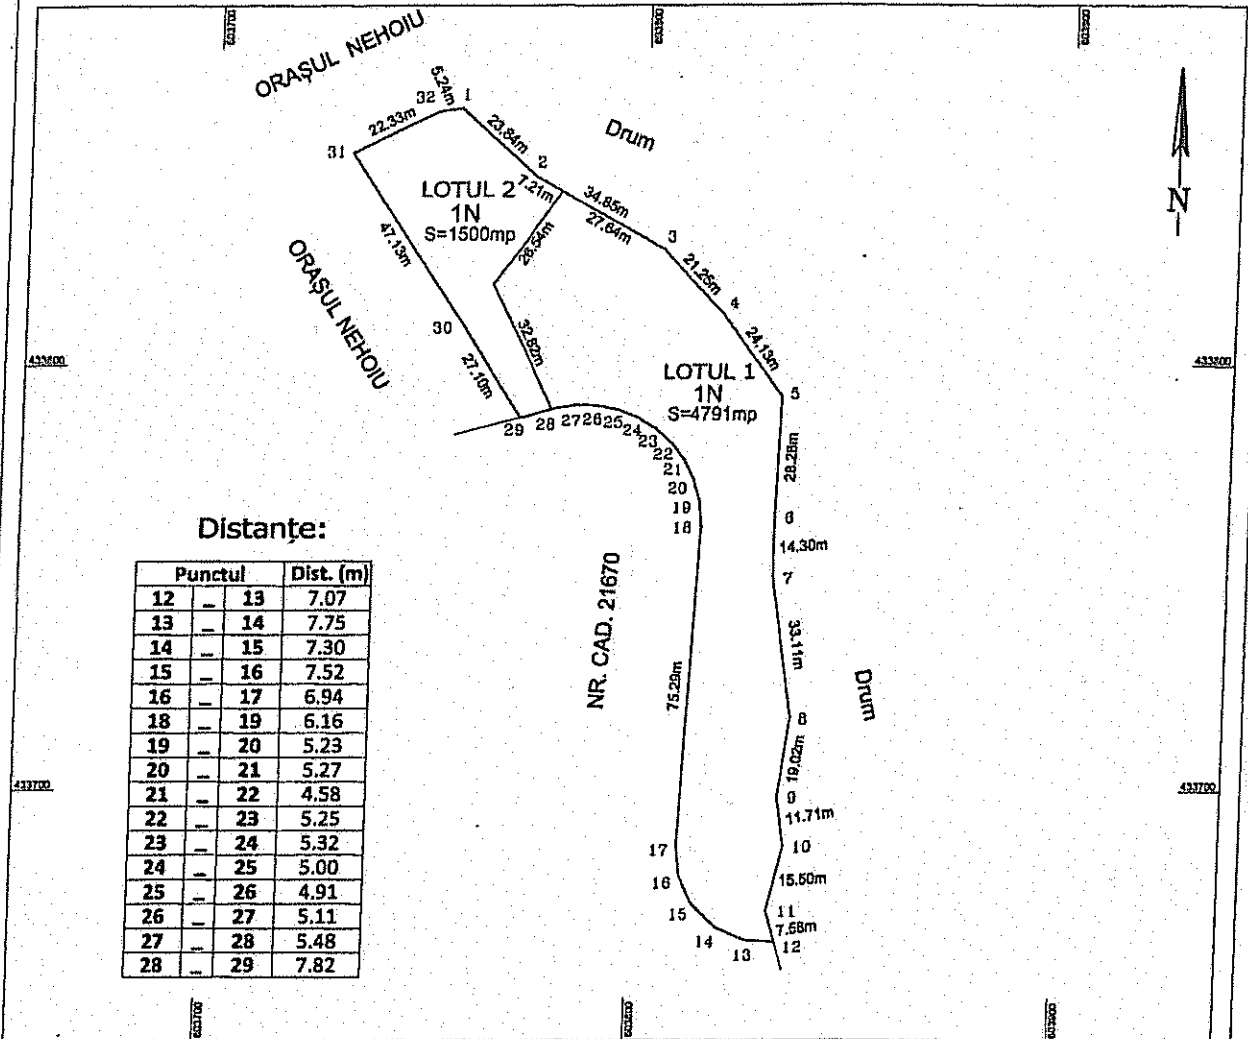 603700
603800
603900
ORAȘUL NEHOIU
5.24m
32
1
22.33m
23.84m
Drum
31
2
LOTUL 2
7.21m
34.85m
1N
27.64m
S=1500mp
3
N
47.13m
26.54m
21.25m
ORAȘUL NEHOIU
4
30
32.82m
24.13m
433800
433800
27.10m
LOTUL 1
1N
5
S=4791mp
29
28
27
26
25
24
23
22
28.28m
21
20
19
6
18
Distanțe:
14.30m
7
Punctul Dist. (m)
12 _ 13 7.07
13 _ 14 7.75
14 _ 15 7.30
15 _ 16 7.52
16 _ 17 6.94
18 _ 19 6.16
19 _ 20 5.23
20 _ 21 5.27
21 _ 22 4.58
22 _ 23 5.25
23 _ 24 5.32
24 _ 25 5.00
25 _ 26 4.91
26 _ 27 5.11
27 _ 28 5.48
28 _ 29 7.82
NR. CAD. 21670
33.11m
75.29m
Drum
8
19.02m
433700
433700
9
11.71m
17
10
16
15.50m
15
11
7.58m
14
13
12
603700
603800
603900